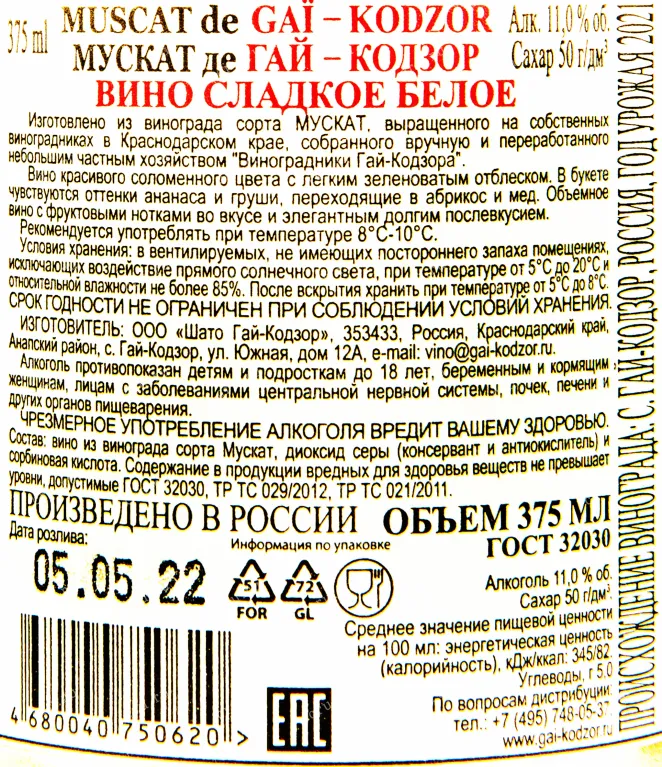 375 ml
MUSCAT de GAÏ – KODZOR
Алк. 11,0 % об.
МУСКАТ де ГАЙ – КОДЗОР
Сахар 50 г/дм³
ВИНО СЛАДКОЕ БЕЛОЕ
Изготовлено из винограда сорта МУСКАТ, выращенного на собственных
виноградниках в Краснодарском крае, собранного вручную и переработанного
небольшим частным хозяйством "Виноградники Гай-Кодзора".
Вино красивого соломенного цвета с легким зеленоватым отблеском. В букете
чувствуются оттенки ананаса и груши, переходящие в абрикос и мед. Объемное
вино с фруктовыми нотками во вкусе и элегантным долгим послевкусием.
Рекомендуется употреблять при температуре 8°С-10°С.
Условия хранения: в вентилируемых, не имеющих постороннего запаха помещениях,
исключающих воздействие прямого солнечного света, при температуре от 5°С до 20°С и
относительной влажности не более 85%. После вскрытия хранить при температуре от 5°С до 8°С.
СРОК ГОДНОСТИ НЕ ОГРАНИЧЕН ПРИ СОБЛЮДЕНИИ УСЛОВИЙ ХРАНЕНИЯ.
ИЗГОТОВИТЕЛЬ: ООО «Шато Гай-Кодзор», 353433, Россия, Краснодарский край,
Анапский район, с. Гай-Кодзор, ул. Южная, дом 12А, e-mail: vino@gai-kodzor.ru.
Алкоголь противопоказан детям и подросткам до 18 лет, беременным и кормящим
женщинам, лицам с заболеваниями центральной нервной системы, почек, печени и
других органов пищеварения.
ЧРЕЗМЕРНОЕ УПОТРЕБЛЕНИЕ АЛКОГОЛЯ ВРЕДИТ ВАШЕМУ ЗДОРОВЬЮ.
Состав: вино из винограда сорта Мускат, диоксид серы (консервант и антиокислитель) и
сорбиновая кислота. Содержание в продукции вредных для здоровья веществ не превышает
уровни, допустимые ГОСТ 32030, ТР ТС 029/2012, ТР ТС 021/2011.
ПРОИЗВЕДЕНО В РОССИИ ОБЪЕМ 375 МЛ
ГОСТ 32030
Дата розлива:
05.05.22
Информация по упаковке
51
FOR
72
GL
Алкоголь 11,0 % об.
Сахар 50 г/дм³.
Среднее значение пищевой ценности
на 100 мл: энергетическая ценность
(калорийность), кДж/ккал: 345/82.
Углеводы, г 5.0
По вопросам дистрибуции:
тел.: +7 (495) 748-05-37.
www.gai-kodzor.ru
4 680040 750620 >
EAC
ПРОИСХОЖДЕНИЕ ВИНОГРАДА: С. ГАЙ-КОДЗОР, РОССИЯ, ГОД УРОЖАЯ 2021